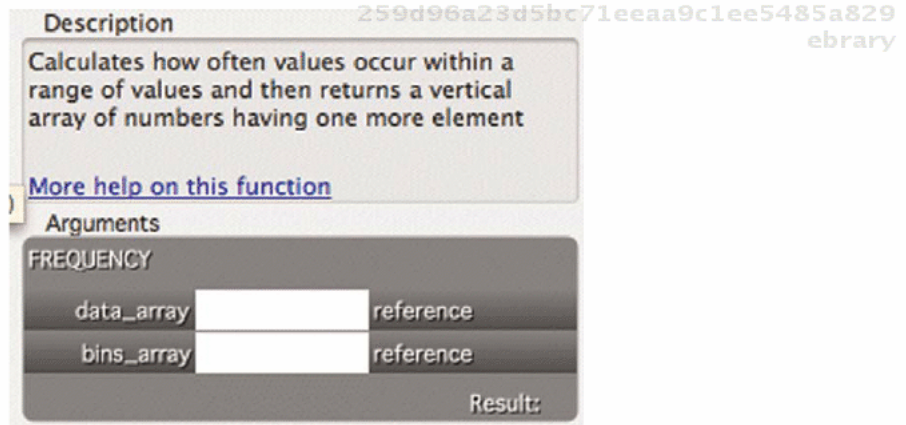 259d96a23d5bc71eeaa9c1ee5485a829
ebrary
Description
Calculates how often values occur within a
range of values and then returns a vertical
array of numbers having one more element
More help on this function
)
Arguments
FREQUENCY
data_array reference
bins_array reference
Result: